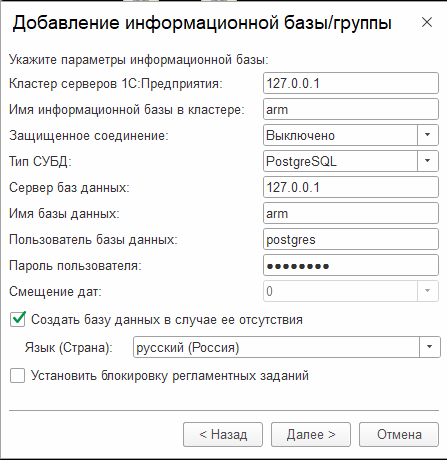 Добавление информационной базы/группы
Укажите параметры информационной базы:
Кластер серверов 1С:Предприятия: 127.0.0.1
Имя информационной базы в кластере: arm
Защищенное соединение: Выключено
Тип СУБД: PostgreSQL
Сервер баз данных: 127.0.0.1
Имя базы данных: arm
Пользователь базы данных: postgres
Пароль пользователя: ●●●●●●●●
Смещение дат: 0
Создать базу данных в случае ее отсутствия
Язык (Страна): русский (Россия)
Установить блокировку регламентных заданий
< Назад Далее > Отмена